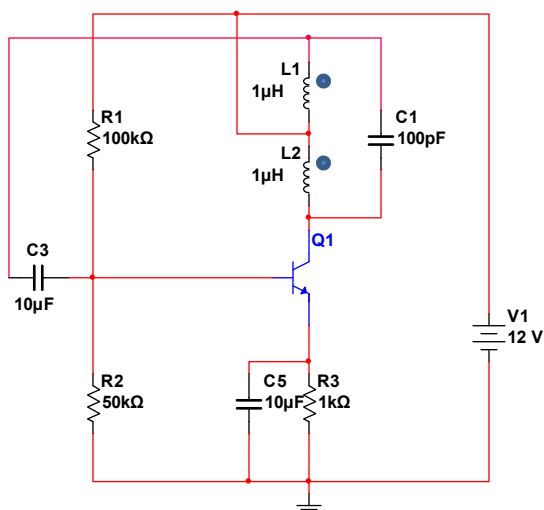 L1
1µH
R1
100kΩ
C1
100pF
L2
1µH
Q1
C3
10µF
V1
12 V
R2
50kΩ
C5
10µF
R3
1kΩ